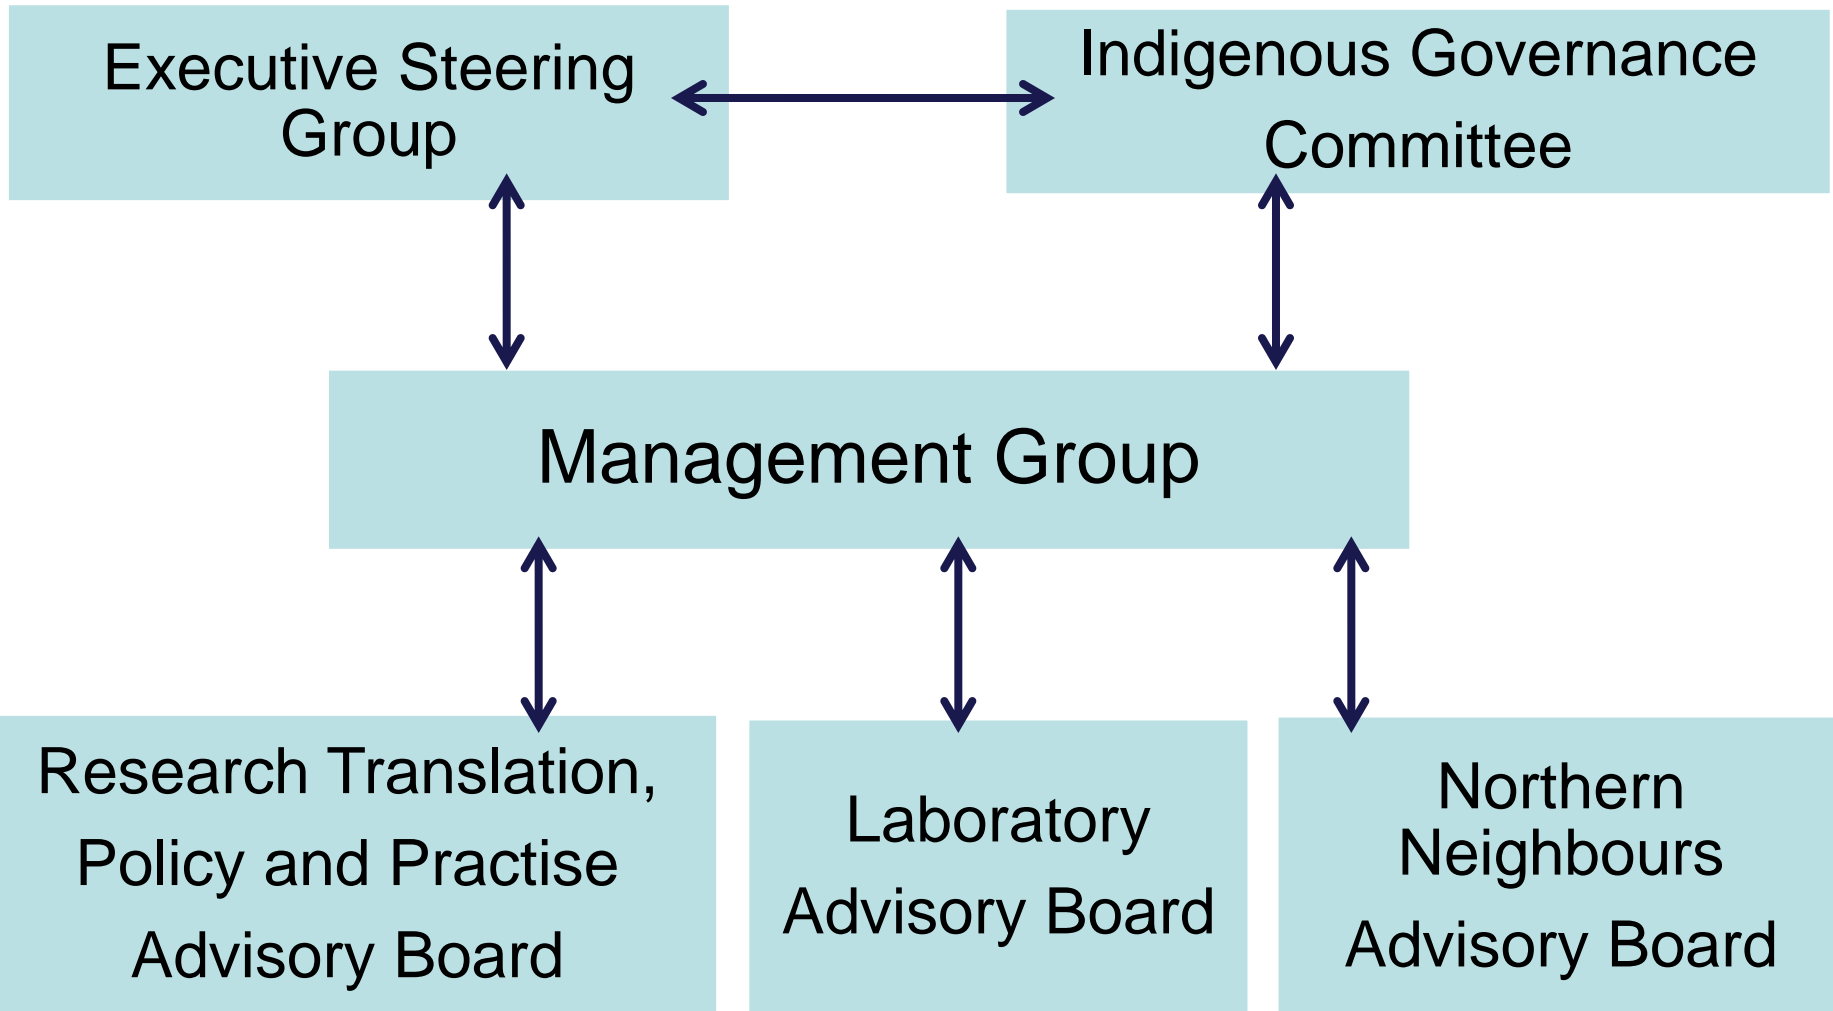 Executive Steering
Group
Indigenous Governance
Committee
Management Group
Research Translation,
Policy and Practise
Advisory Board
Laboratory
Advisory Board
Northern
Neighbours
Advisory Board